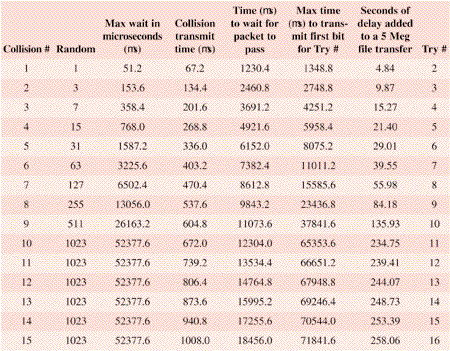 Collision # Random Max wait in microseconds (πs) Collision transmit time (πs) Time (πs) to wait for packet to pass Max time (πs) to trans-mit first bit for Try # Seconds of delay added to a 5 Meg file transfer Try #
1 1 51.2 67.2 1230.4 1348.8 4.84 2
2 3 153.6 134.4 2460.8 2748.8 9.87 3
3 7 358.4 201.6 3691.2 4251.2 15.27 4
4 15 768.0 268.8 4921.6 5958.4 21.40 5
5 31 1587.2 336.0 6152.0 8075.2 29.01 6
6 63 3225.6 403.2 7382.4 11011.2 39.55 7
7 127 6502.4 470.4 8612.8 15585.6 55.98 8
8 255 13056.0 537.6 9843.2 23436.8 84.18 9
9 511 26163.2 604.8 11073.6 37841.6 135.93 10
10 1023 52377.6 672.0 12304.0 65353.6 234.75 11
11 1023 52377.6 739.2 13534.4 66651.2 239.41 12
12 1023 52377.6 806.4 14764.8 67948.8 244.07 13
13 1023 52377.6 873.6 15995.2 69246.4 248.73 14
14 1023 52377.6 940.8 17255.6 70544.0 253.39 15
15 1023 52377.6 1008.0 18456.0 71841.6 258.06 16